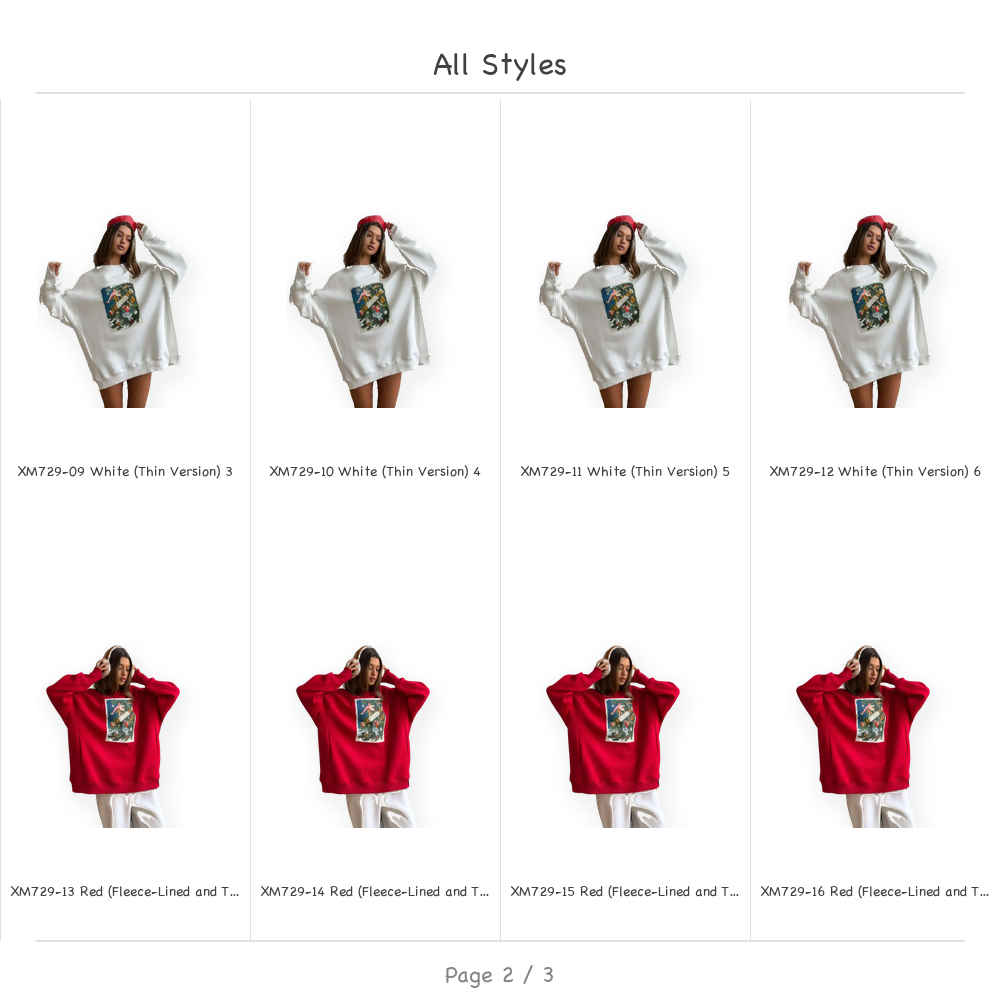 All Styles
XM729-09 White (Thin Version) 3
XM729-10 White (Thin Version) 4
XM729-11 White (Thin Version) 5
XM729-12 White (Thin Version) 6
XM729-13 Red (Fleece-Lined and T...
XM729-14 Red (Fleece-Lined and T...
XM729-15 Red (Fleece-Lined and T...
XM729-16 Red (Fleece-Lined and T...
Page 2 / 3